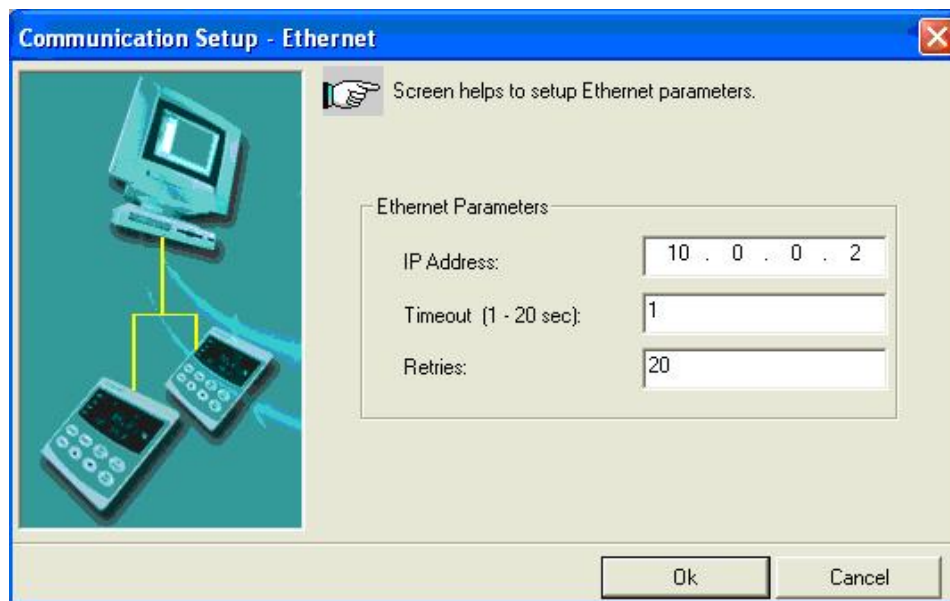 Communication Setup - Ethernet
Screen helps to setup Ethernet parameters.
Ethernet Parameters
IP Address: 10 . 0 . 0 . 2
Timeout (1 - 20 sec): 1
Retries: 20
Ok Cancel